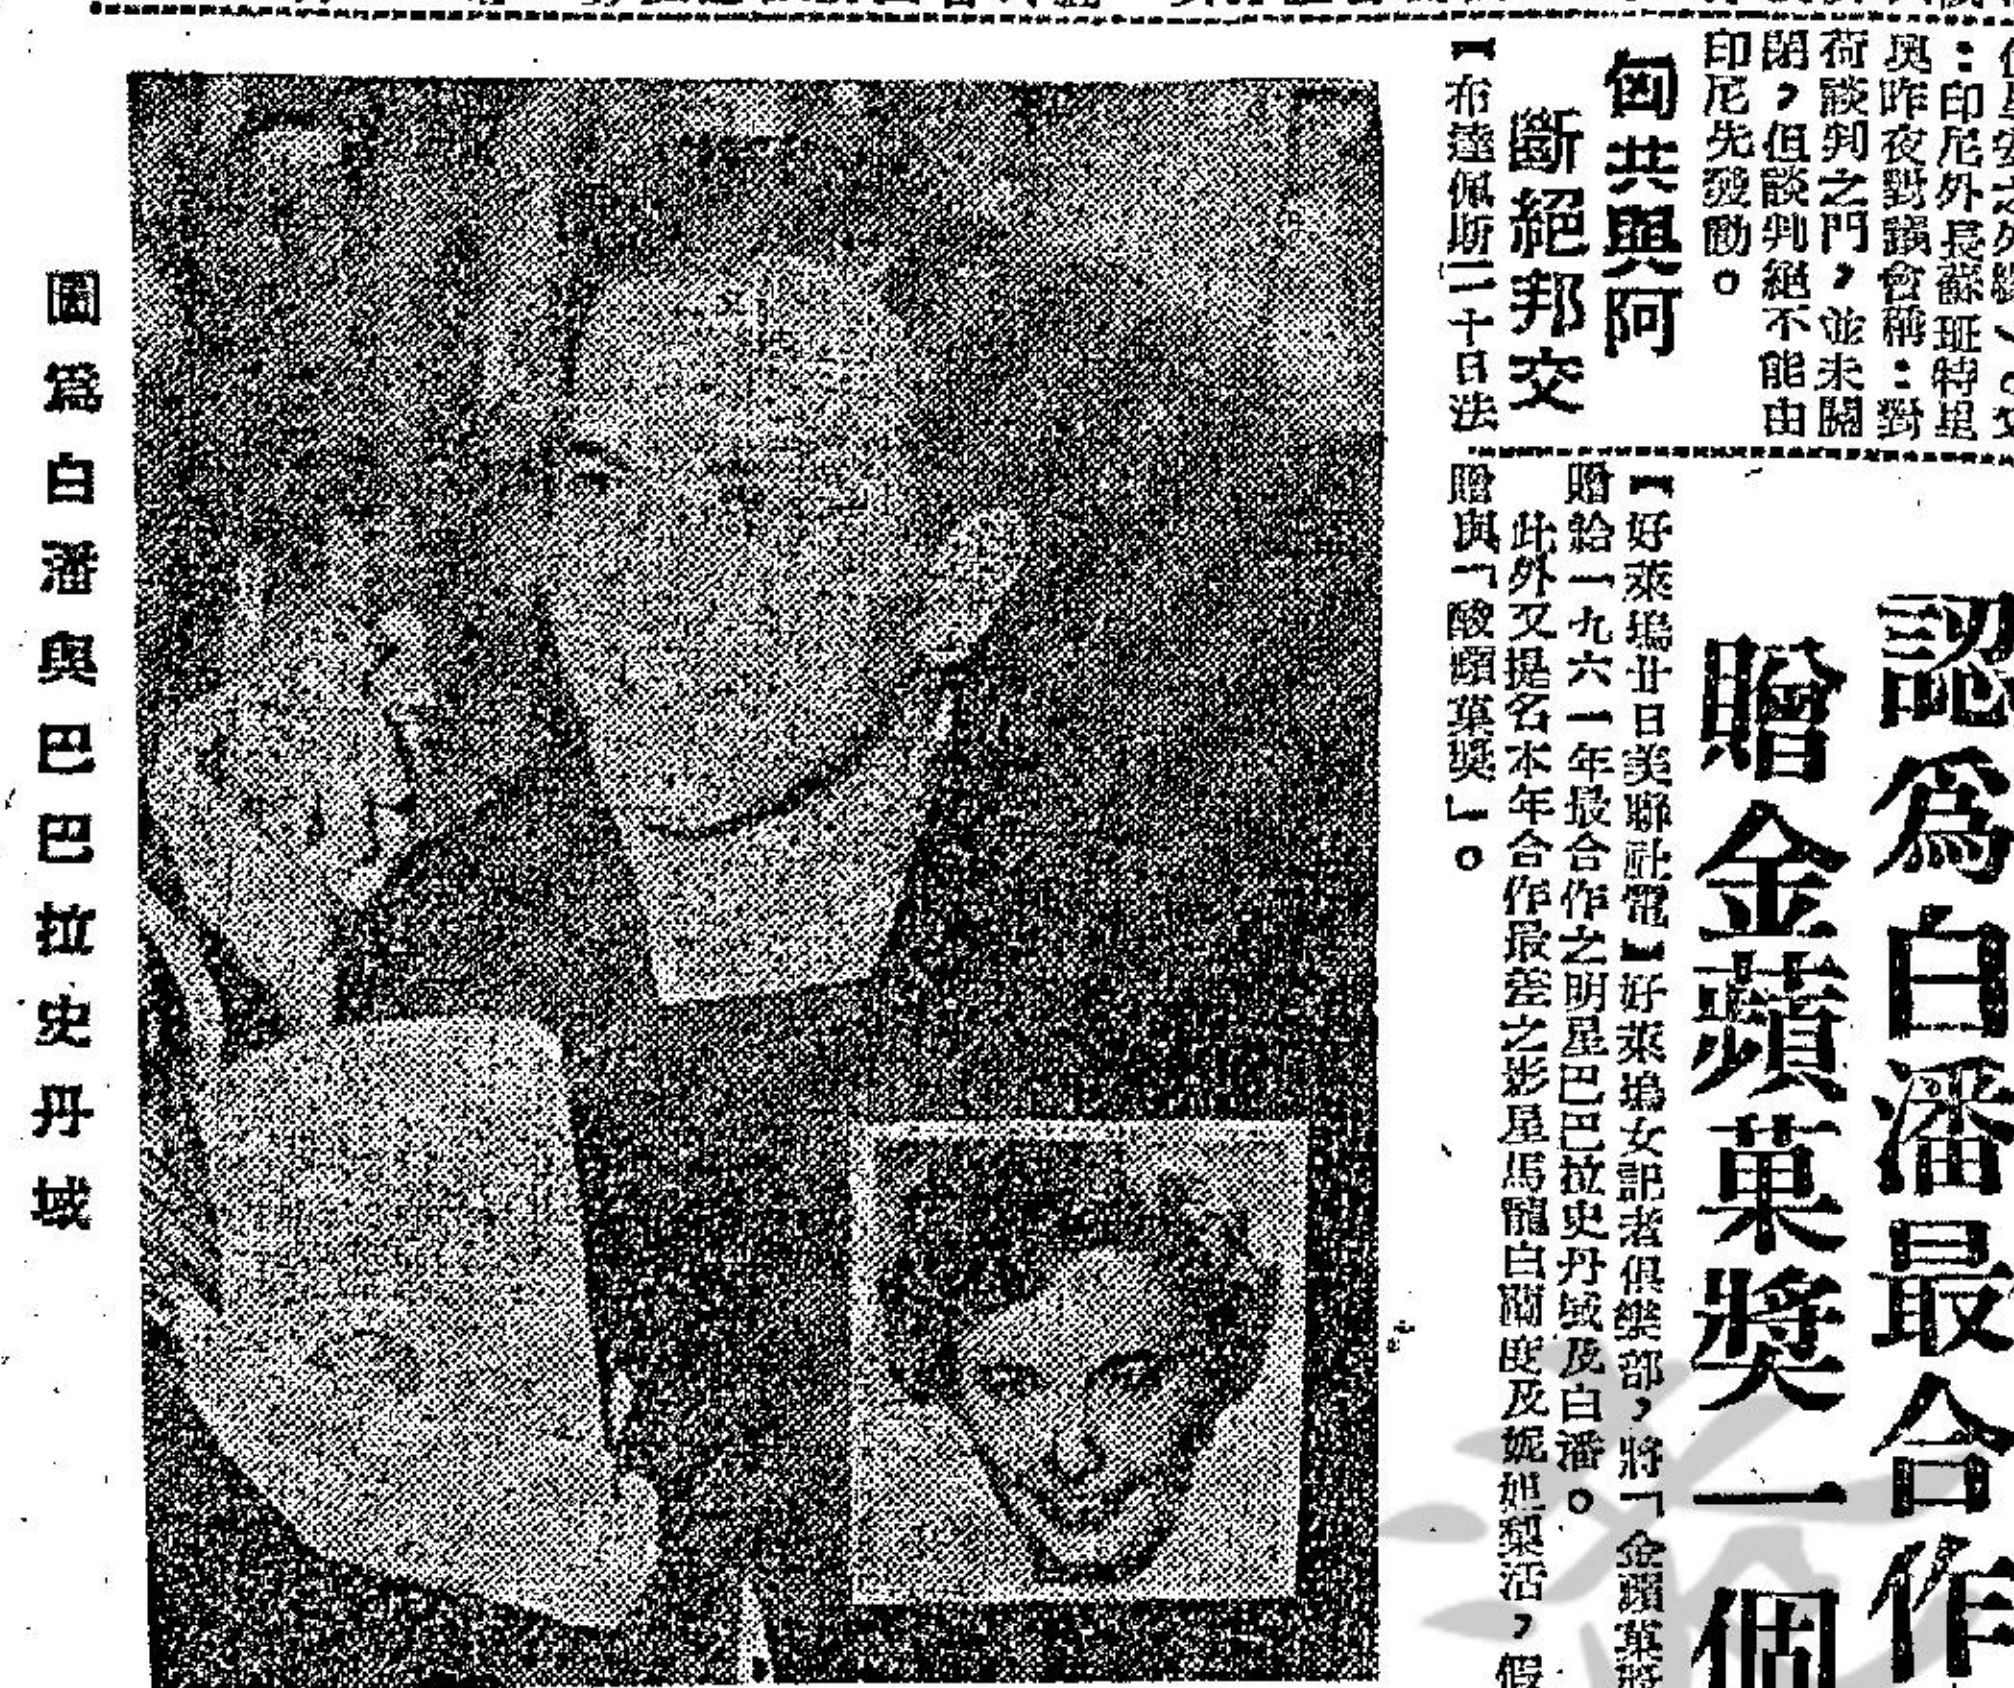 ：印尼外長蘇班特里
奧昨夜對議會稱：對
荷談判之門，並未關
閉，但談判絕不能由
印尼先發動。
匈共與阿
斷絕邦交
【布達佩斯二十日法
認為白潘最合作
贈金蘋菓獎一個
【好萊塢廿日美聯社電】好萊塢女記者俱樂部，將「金蘋菓獎
贈給一九六一年最合作之明星巴巴拉史丹域及白潘。
此外又提名本年合作最差之影星馬龍白蘭度及妮妲梨活，假
贈與「酸蘋菓獎」。
圖為白潘與巴巴拉史丹域